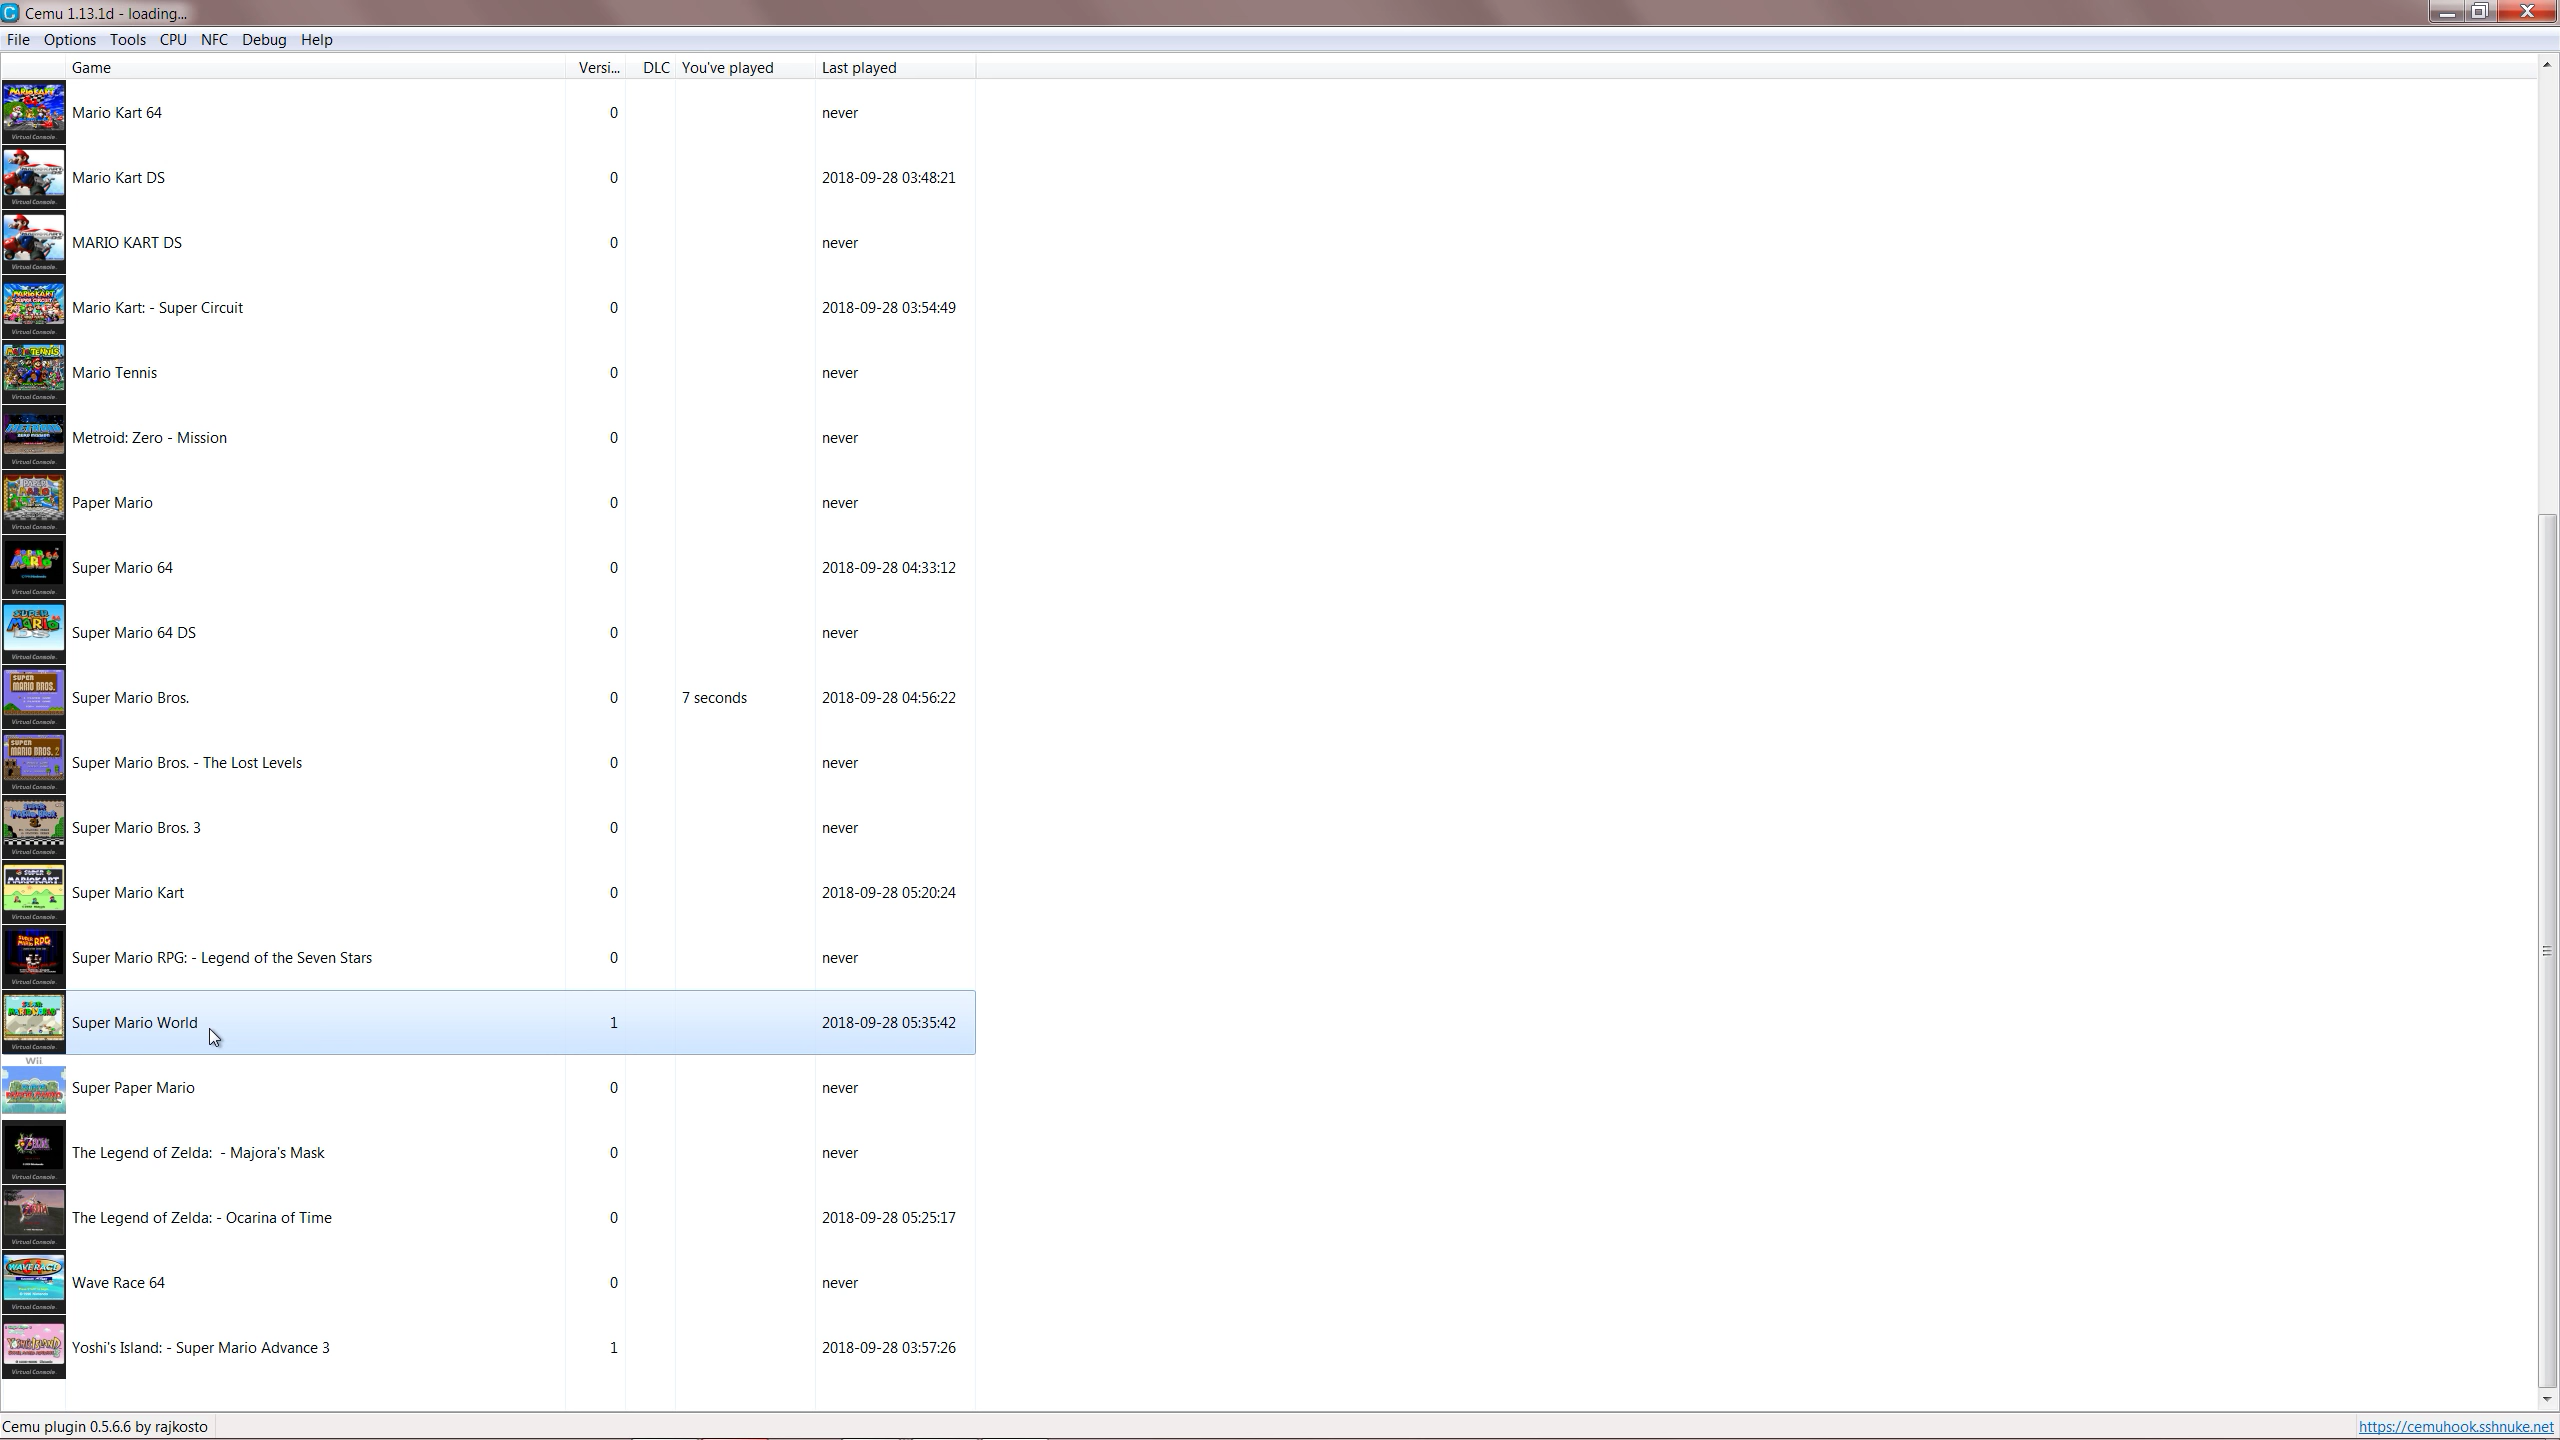 Cemu 1.13.1d - loading...
File Options Tools CPU NFC Debug Help
Game Versi... DLC You've played Last played
Mario Kart 64 0 never
Mario Kart DS 0 2018-09-28 03:48:21
MARIO KART DS 0 never
Mario Kart: - Super Circuit 0 2018-09-28 03:54:49
Mario Tennis 0 never
Metroid: Zero - Mission 0 never
Paper Mario 0 never
Super Mario 64 0 2018-09-28 04:33:12
Super Mario 64 DS 0 never
Super Mario Bros. 0 7 seconds 2018-09-28 04:56:22
Super Mario Bros. - The Lost Levels 0 never
Super Mario Bros. 3 0 never
Super Mario Kart 0 2018-09-28 05:20:24
Super Mario RPG: - Legend of the Seven Stars 0 never
Super Mario World 1 2018-09-28 05:35:42
Wii
Super Paper Mario 0 never
The Legend of Zelda:  - Majora's Mask 0 never
The Legend of Zelda: - Ocarina of Time 0 2018-09-28 05:25:17
Wave Race 64 0 never
Yoshi's Island: - Super Mario Advance 3 1 2018-09-28 03:57:26
Cemu plugin 0.5.6.6 by rajkosto https://cemuhook.sshnuke.net